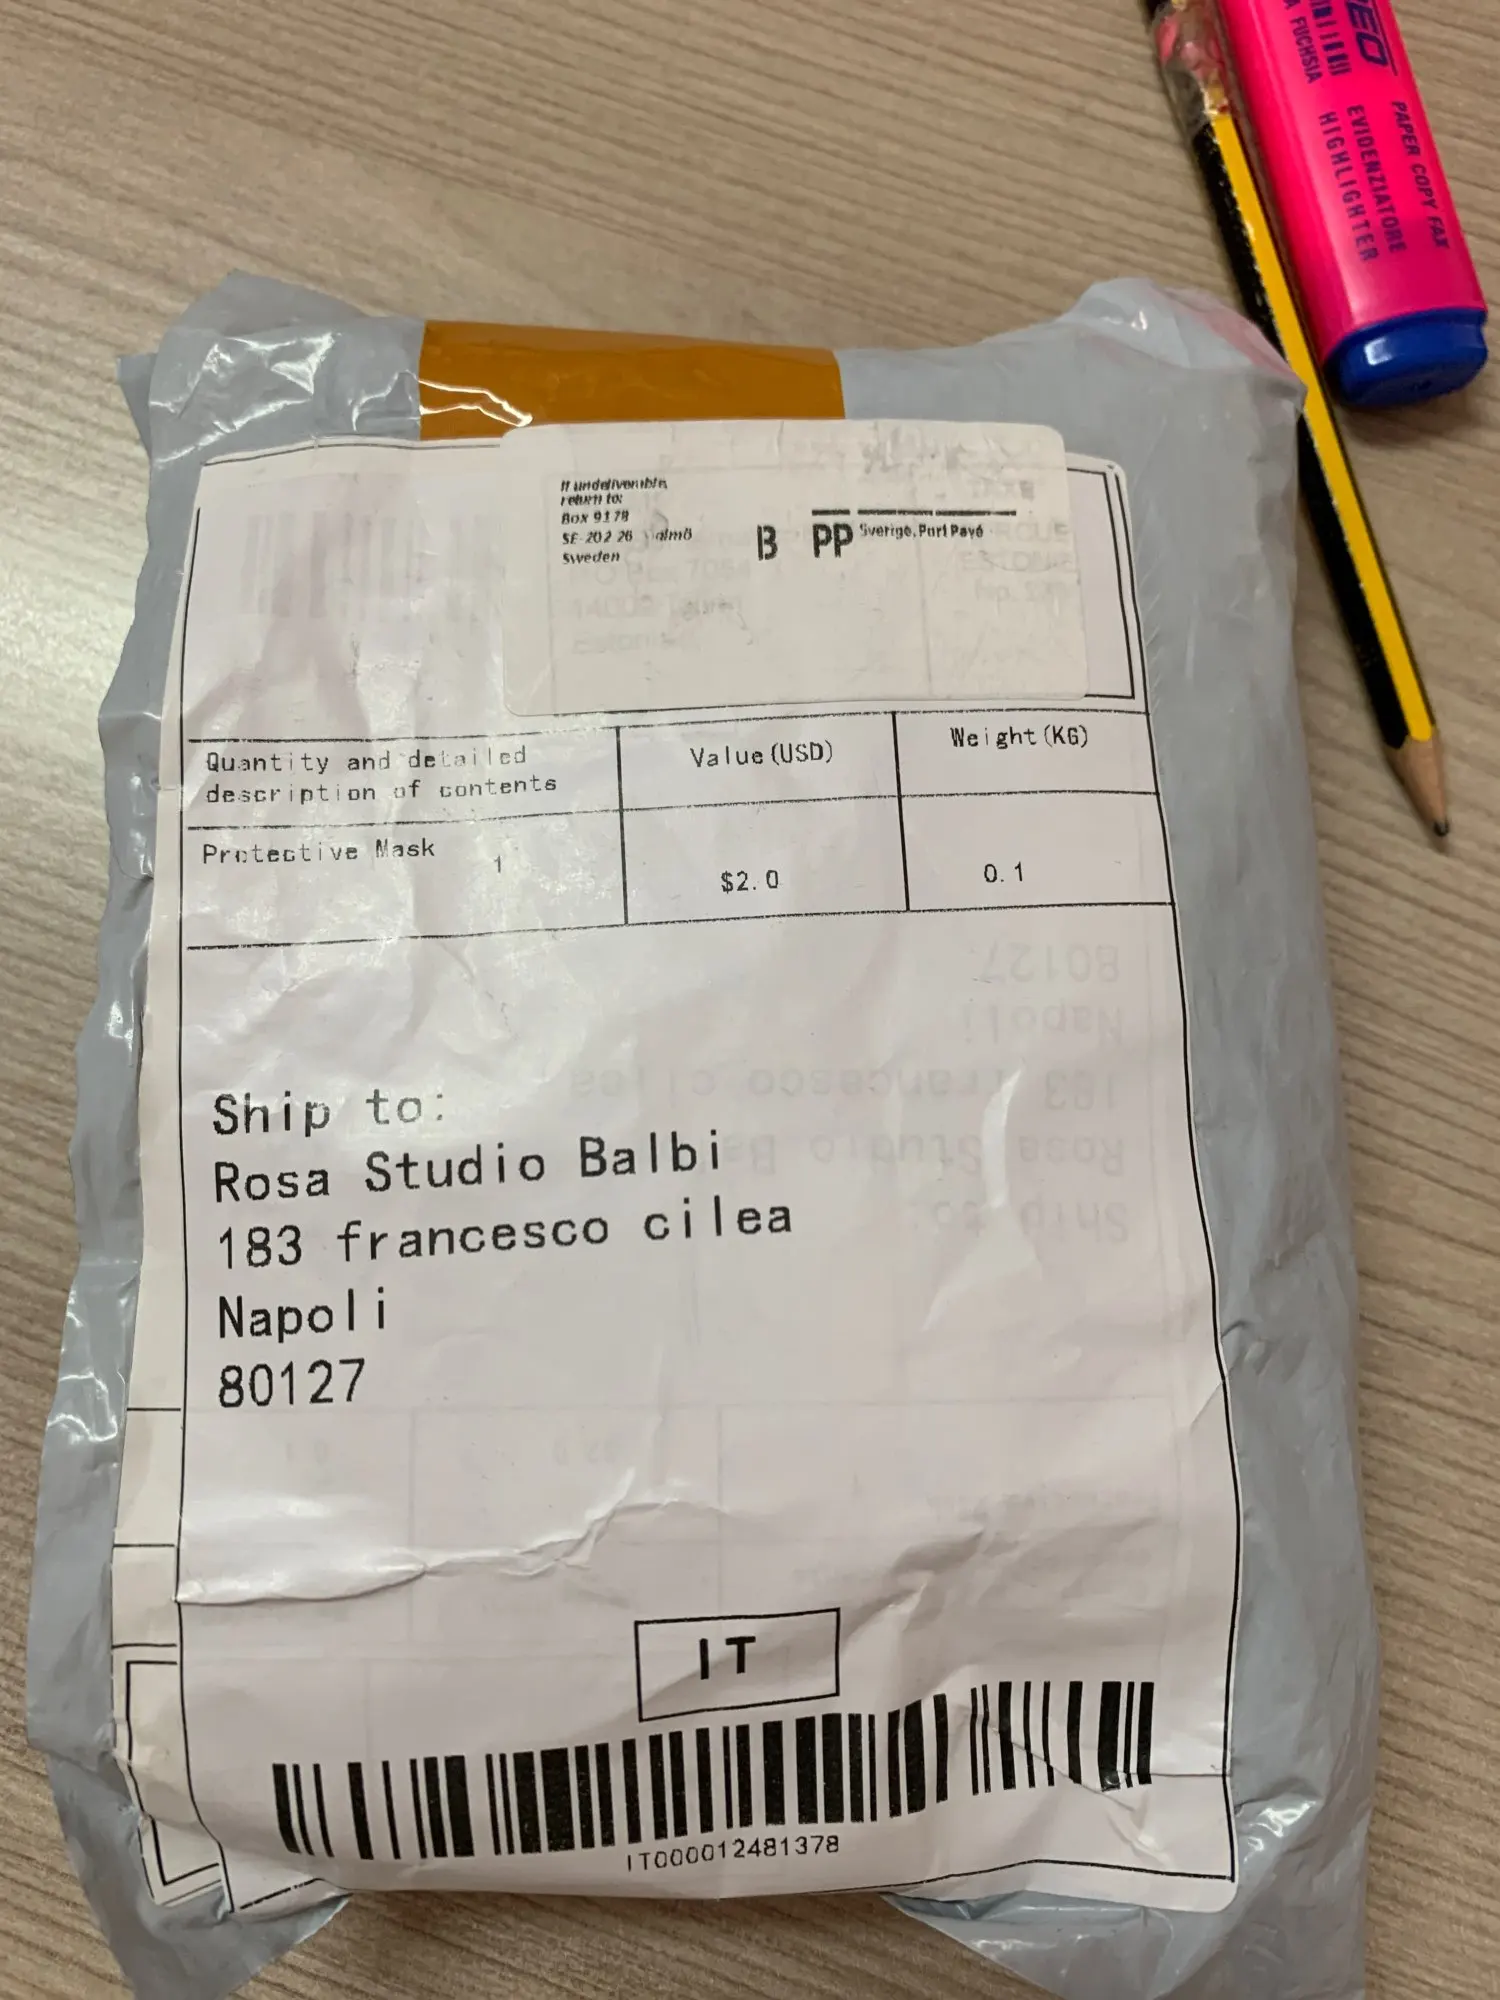 PAPER COPY FAX
EVIDENZIATORE
HIGHLIGHTER
FUCHSIA
If undeliverable,
return to:
Box 9178
SE-202 26
Sweden
B
PP Sverige, Port Payé
Quantity and detailed
description of contents
Value(USD)
Weight(KG)
Protective Mask 1
$2.0
0.1
Ship to:
Rosa Studio Balbi
183 francesco cilea
Napoli
80127
IT
IT000012481378